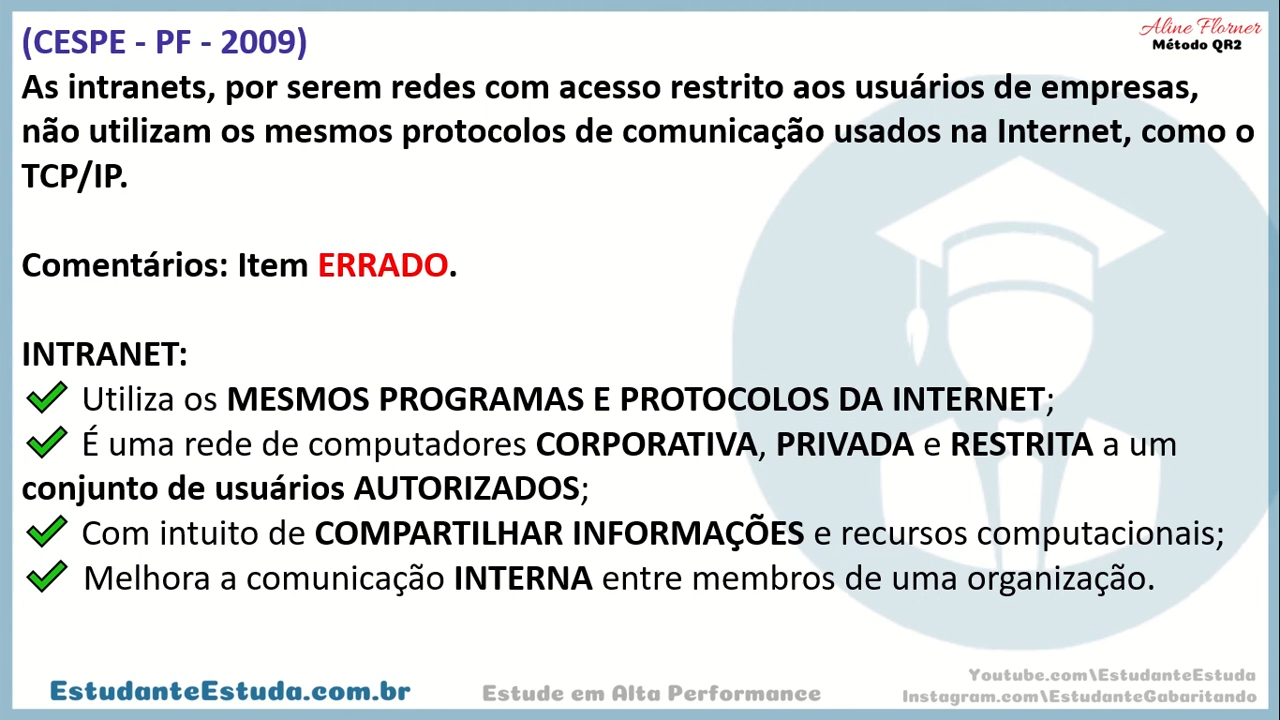 (CESPE - PF - 2009)
Aline Florner
Método QR2
As intranets, por serem redes com acesso restrito aos usuários de empresas,
não utilizam os mesmos protocolos de comunicação usados na Internet, como o
TCP/IP.
Comentários: Item ERRADO.
INTRANET:
Utiliza os MESMOS PROGRAMAS E PROTOCOLOS DA INTERNET;
É uma rede de computadores CORPORATIVA, PRIVADA e RESTRITA a um
conjunto de usuários AUTORIZADOS;
Com intuito de COMPARTILHAR INFORMAÇÕES e recursos computacionais;
Melhora a comunicação INTERNA entre membros de uma organização.
EstudanteEstuda.com.br
Estude em Alta Performance
Youtube.com\EstudanteEstuda
Instagram.com\EstudanteGabaritando